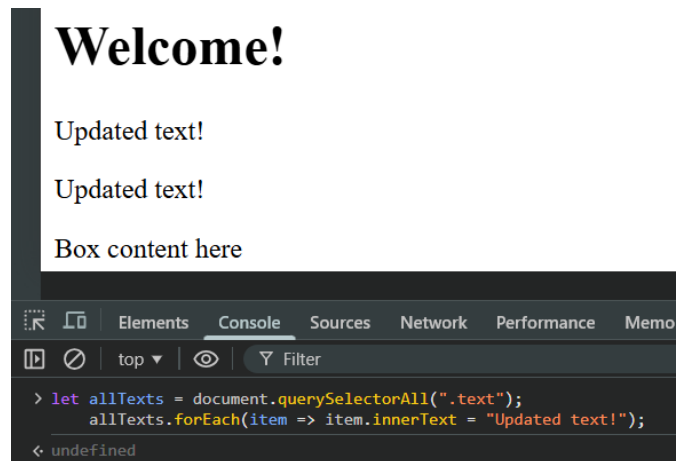 Welcome!
Updated text!
Updated text!
Box content here
Elements Console Sources Network Performance Memo
top ▼ Filter
> let allTexts = document.querySelectorAll(".text");
allTexts.forEach(item => item.innerText = "Updated text!");
undefined